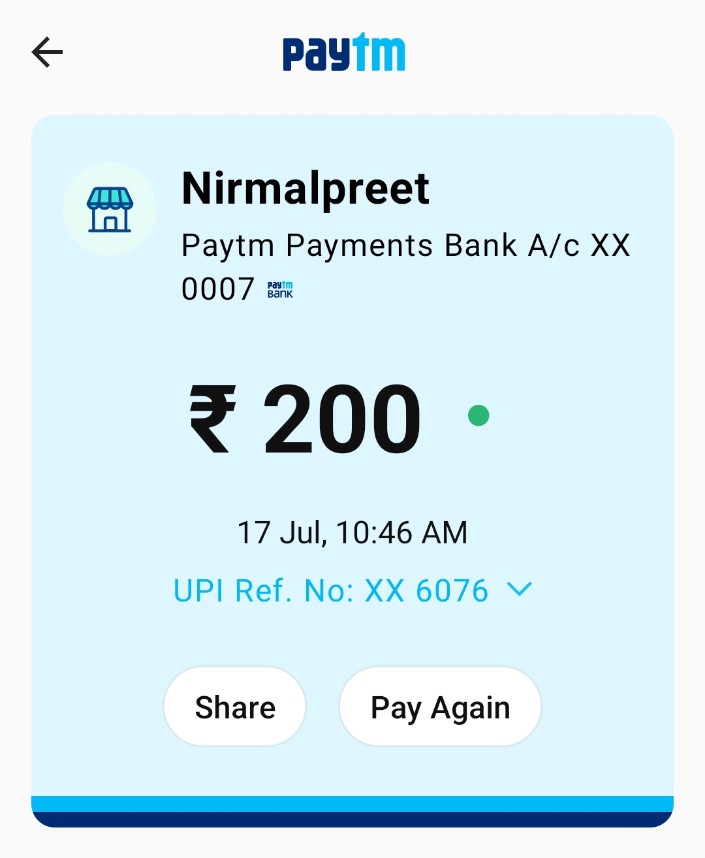 paytm
Nirmalpreet
Paytm Payments Bank A/c XX
0007 paytm BANK
₹ 200
17 Jul, 10:46 AM
UPI Ref. No: XX 6076
Share Pay Again